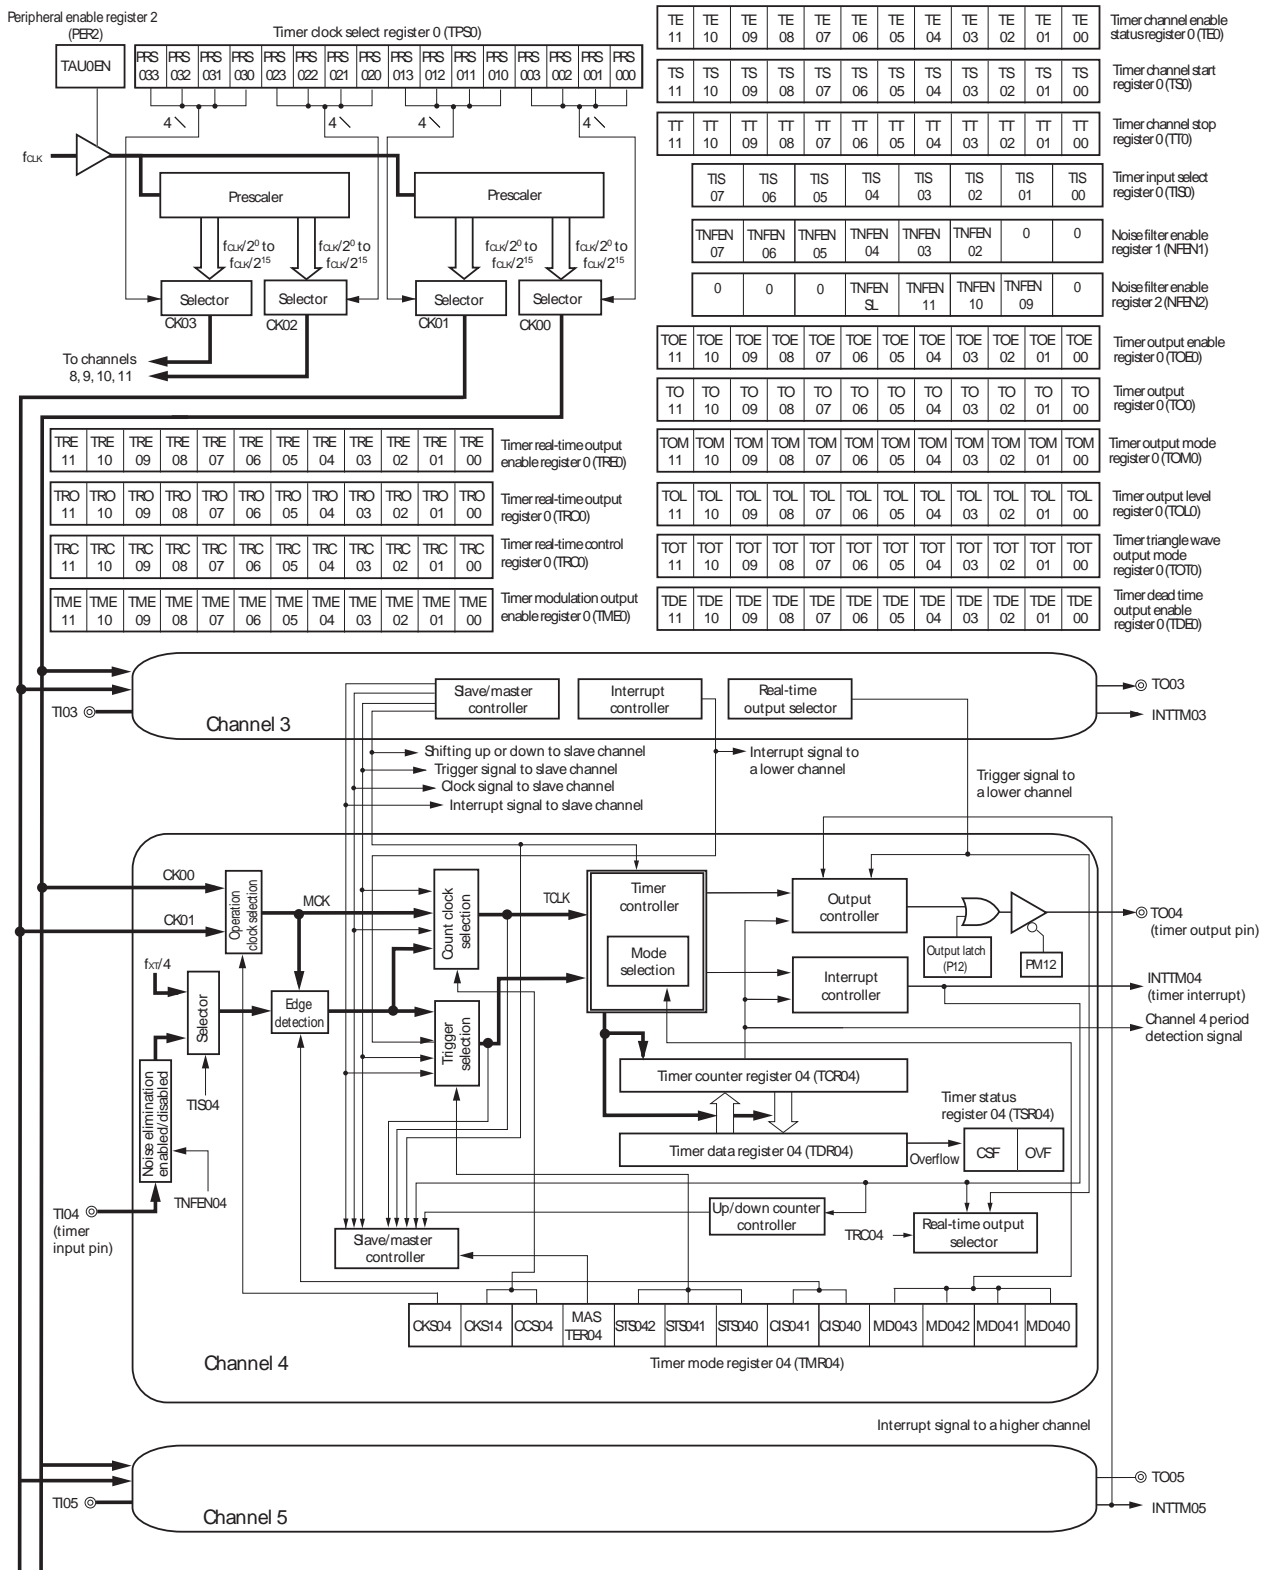 Peripheral enable register 2
(PER2)
TAU0EN
Timer clock select register 0 (TPS0)
PRS PRS PRS PRS PRS PRS PRS PRS PRS PRS PRS PRS PRS PRS PRS PRS
033 032 031 030 023 022 021 020 013 012 011 010 003 002 001 000
4 4 4 4
fCLK
Prescaler Prescaler
fCLK/2⁰ to fCLK/2⁰ to fCLK/2⁰ to fCLK/2⁰ to
fCLK/2¹⁵ fCLK/2¹⁵ fCLK/2¹⁵ fCLK/2¹⁵
Selector Selector Selector Selector
CK03 CK02 CK01 CK00
To channels
8, 9, 10, 11
TE TE TE TE TE TE TE TE TE TE TE TE
11 10 09 08 07 06 05 04 03 02 01 00
Timer channel enable
status register 0 (TE0)
TS TS TS TS TS TS TS TS TS TS TS TS
11 10 09 08 07 06 05 04 03 02 01 00
Timer channel start
register 0 (TS0)
TT TT TT TT TT TT TT TT TT TT TT TT
11 10 09 08 07 06 05 04 03 02 01 00
Timer channel stop
register 0 (TT0)
TIS TIS TIS TIS TIS TIS TIS TIS
07 06 05 04 03 02 01 00
Timer input select
register 0 (TIS0)
TNFEN TNFEN TNFEN TNFEN TNFEN TNFEN 0 0
07 06 05 04 03 02
Noise filter enable
register 1 (NFEN1)
0 0 0 TNFEN TNFEN TNFEN TNFEN 0
SL 11 10 09
Noise filter enable
register 2 (NFEN2)
TOE TOE TOE TOE TOE TOE TOE TOE TOE TOE TOE TOE
11 10 09 08 07 06 05 04 03 02 01 00
Timer output enable
register 0 (TOE0)
TO TO TO TO TO TO TO TO TO TO TO TO
11 10 09 08 07 06 05 04 03 02 01 00
Timer output
register 0 (TO0)
TOM TOM TOM TOM TOM TOM TOM TOM TOM TOM TOM TOM
11 10 09 08 07 06 05 04 03 02 01 00
Timer output mode
register 0 (TOM0)
TOL TOL TOL TOL TOL TOL TOL TOL TOL TOL TOL TOL
11 10 09 08 07 06 05 04 03 02 01 00
Timer output level
register 0 (TOL0)
TOT TOT TOT TOT TOT TOT TOT TOT TOT TOT TOT TOT
11 10 09 08 07 06 05 04 03 02 01 00
Timer triangle wave
output mode
register 0 (TOT0)
TDE TDE TDE TDE TDE TDE TDE TDE TDE TDE TDE TDE
11 10 09 08 07 06 05 04 03 02 01 00
Timer dead time
output enable
register 0 (TDE0)
TRE TRE TRE TRE TRE TRE TRE TRE TRE TRE TRE TRE
11 10 09 08 07 06 05 04 03 02 01 00
Timer real-time output
enable register 0 (TRE0)
TRO TRO TRO TRO TRO TRO TRO TRO TRO TRO TRO TRO
11 10 09 08 07 06 05 04 03 02 01 00
Timer real-time output
register 0 (TRO0)
TRC TRC TRC TRC TRC TRC TRC TRC TRC TRC TRC TRC
11 10 09 08 07 06 05 04 03 02 01 00
Timer real-time control
register 0 (TRC0)
TME TME TME TME TME TME TME TME TME TME TME TME
11 10 09 08 07 06 05 04 03 02 01 00
Timer modulation output
enable register 0 (TME0)
TI03
Channel 3
Slave/master
controller
Interrupt
controller
Real-time
output selector
TO03
INTTM03
Shifting up or down to slave channel
Trigger signal to slave channel
Clock signal to slave channel
Interrupt signal to slave channel
Interrupt signal to
a lower channel
Trigger signal to
a lower channel
CK00
CK01
Operation
clock selection
MCK
Count clock
selection
TCLK
Timer
controller
Mode
selection
Output
controller
Output latch
(P12)
PM12
TO04
(timer output pin)
Interrupt
controller
INTTM04
(timer interrupt)
Channel 4 period
detection signal
fXT/4
Selector
Edge
detection
Trigger
selection
TIS04
Noise elimination
enabled/disabled
TNFEN04
TI04
(timer
input pin)
Timer counter register 04 (TCR04)
Timer data register 04 (TDR04)
Timer status
register 04 (TSR04)
Overflow
CSF OVF
Up/down counter
controller
TRC04
Real-time output
selector
Slave/master
controller
CKS04 CKS14 CCS04 MAS
TER04 STS042 STS041 STS040 CIS041 CIS040 MD043 MD042 MD041 MD040
Timer mode register 04 (TMR04)
Channel 4
Interrupt signal to a higher channel
TI05
Channel 5
TO05
INTTM05